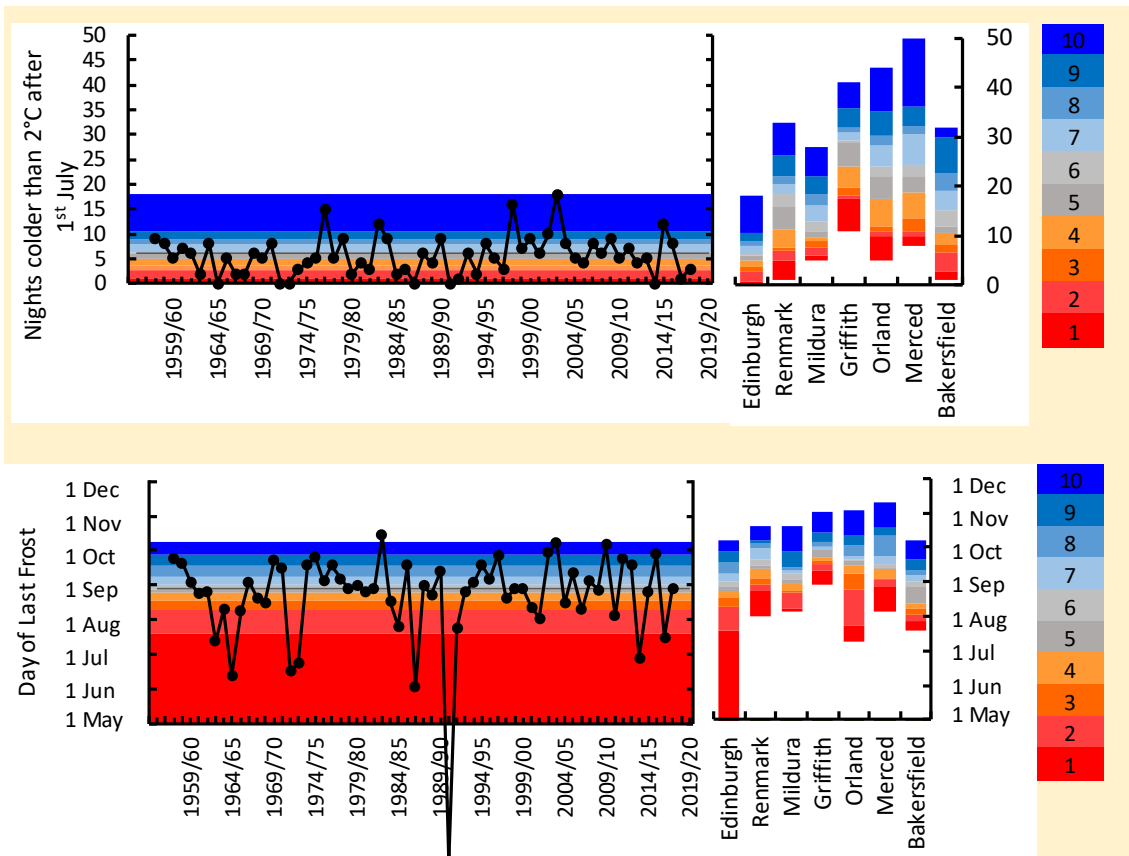 Nights colder than 2°C after
1st July
50
45
40
35
30
25
20
15
10
5
0
1959/60
1964/65
1969/70
1974/75
1979/80
1984/85
1989/90
1994/95
1999/00
2004/05
2009/10
2014/15
2019/20
50
40
30
20
10
0
Edinburgh
Renmark
Mildura
Griffith
Orland
Merced
Bakersfield
10
9
8
7
6
5
4
3
2
1
Day of Last Frost
1 Dec
1 Nov
1 Oct
1 Sep
1 Aug
1 Jul
1 Jun
1 May
1959/60
1964/65
1969/70
1974/75
1979/80
1984/85
1989/90
1994/95
1999/00
2004/05
2009/10
2014/15
2019/20
1 Dec
1 Nov
1 Oct
1 Sep
1 Aug
1 Jul
1 Jun
1 May
Edinburgh
Renmark
Mildura
Griffith
Orland
Merced
Bakersfield
10
9
8
7
6
5
4
3
2
1